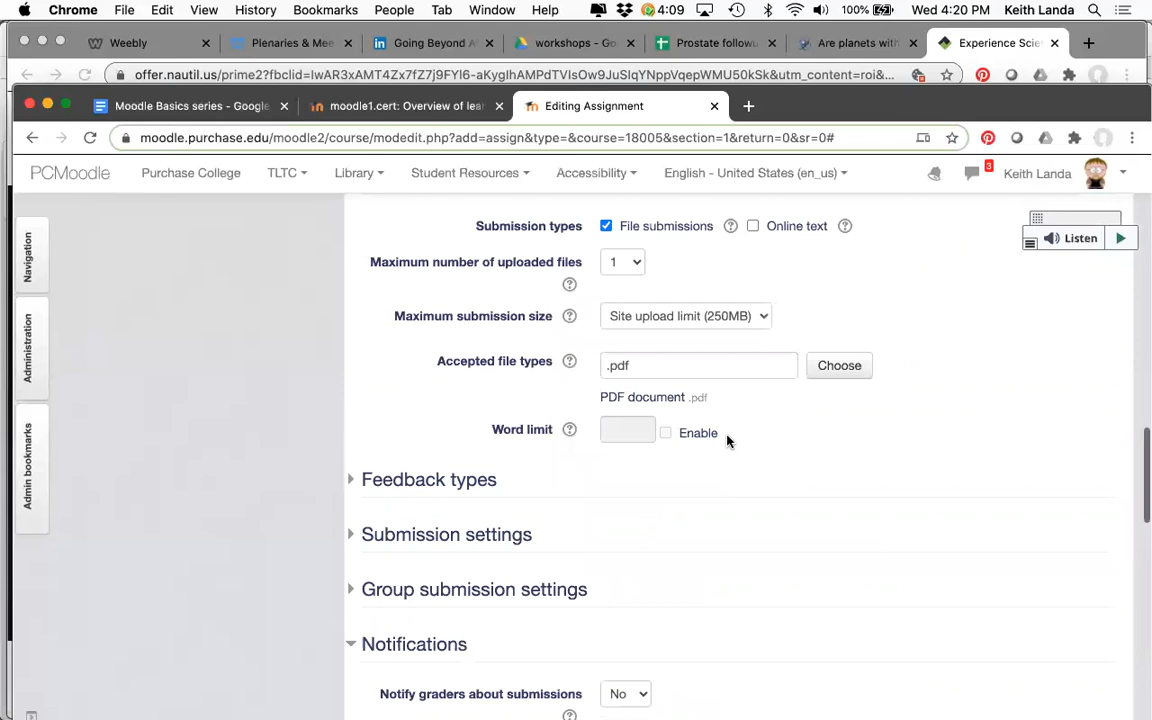 Chrome File Edit View History Bookmarks People Tab Window Help 4:09 100% Wed 4:20 PM Keith Landa
Weebly Plenaries & Mee LinkedIn Going Beyond workshops - Go Prostate follow Are planets with Experience Scie
offer.nautil.us/prime2?fbclid=IwAR3xAMT4Zx7fZ7j9FYI6-aKyglhAMPdTVIsOw9JuSlqYNppVqepWMU50kSk&utm_content=roi&...
Moodle Basics series - Google moodle1.cert: Overview of lear Editing Assignment
moodle.purchase.edu/moodle2/course/modedit.php?add=assign&type=&course=18005&section=1&return=0&sr=0#
PCMoodle Purchase College TLTC Library Student Resources Accessibility English - United States (en_us) 3 Keith Landa
Navigation
Administration
Admin bookmarks
Submission types File submissions Online text
Listen
Maximum number of uploaded files 1
Maximum submission size Site upload limit (250MB)
Accepted file types .pdf Choose
PDF document .pdf
Word limit Enable
Feedback types
Submission settings
Group submission settings
Notifications
Notify graders about submissions No